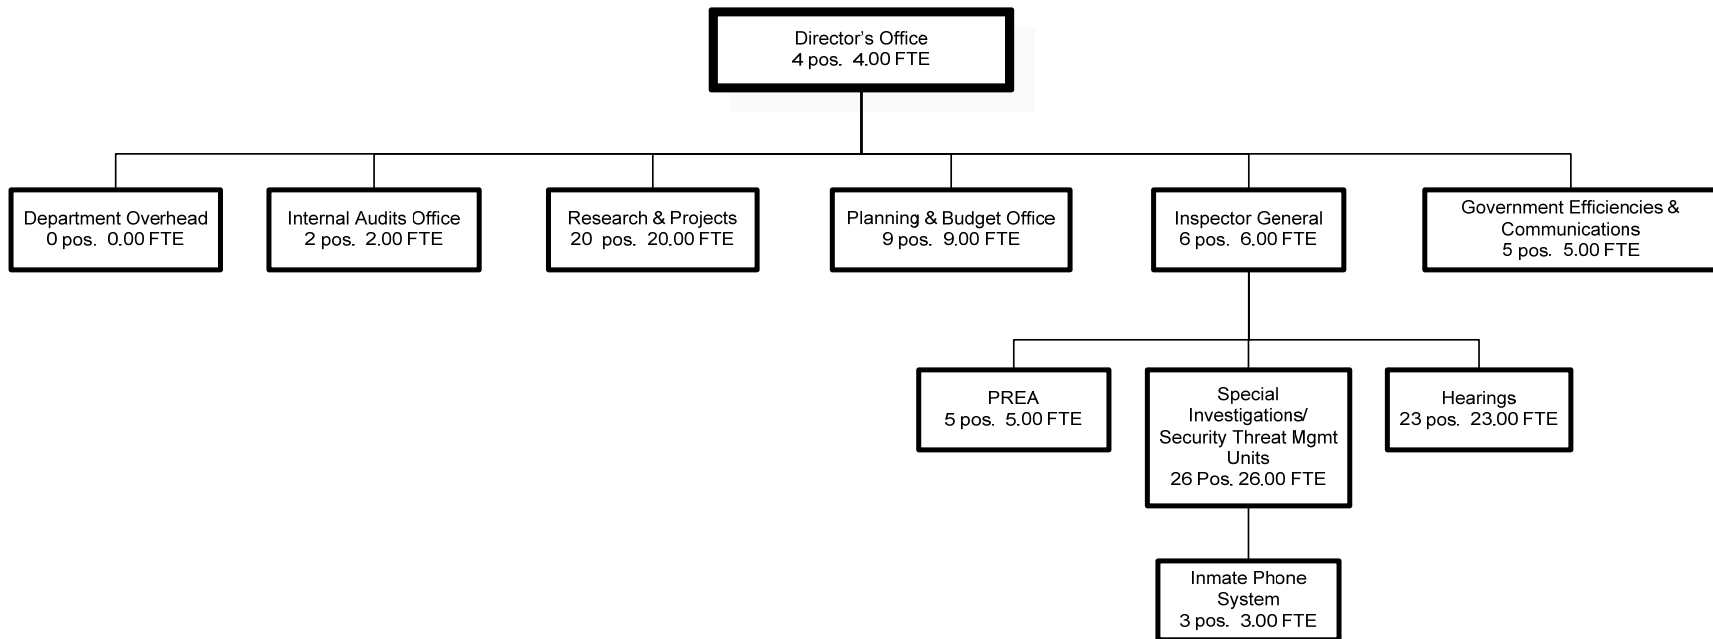 Director's Office
4 pos. 4.00 FTE
Department Overhead
0 pos. 0.00 FTE
Internal Audits Office
2 pos. 2.00 FTE
Research & Projects
20 pos. 20.00 FTE
Planning & Budget Office
9 pos. 9.00 FTE
Inspector General
6 pos. 6.00 FTE
Government Efficiencies &
Communications
5 pos. 5.00 FTE
PREA
5 pos. 5.00 FTE
Special
Investigations/
Security Threat Mgmt
Units
26 Pos. 26.00 FTE
Hearings
23 pos. 23.00 FTE
Inmate Phone
System
3 pos. 3.00 FTE